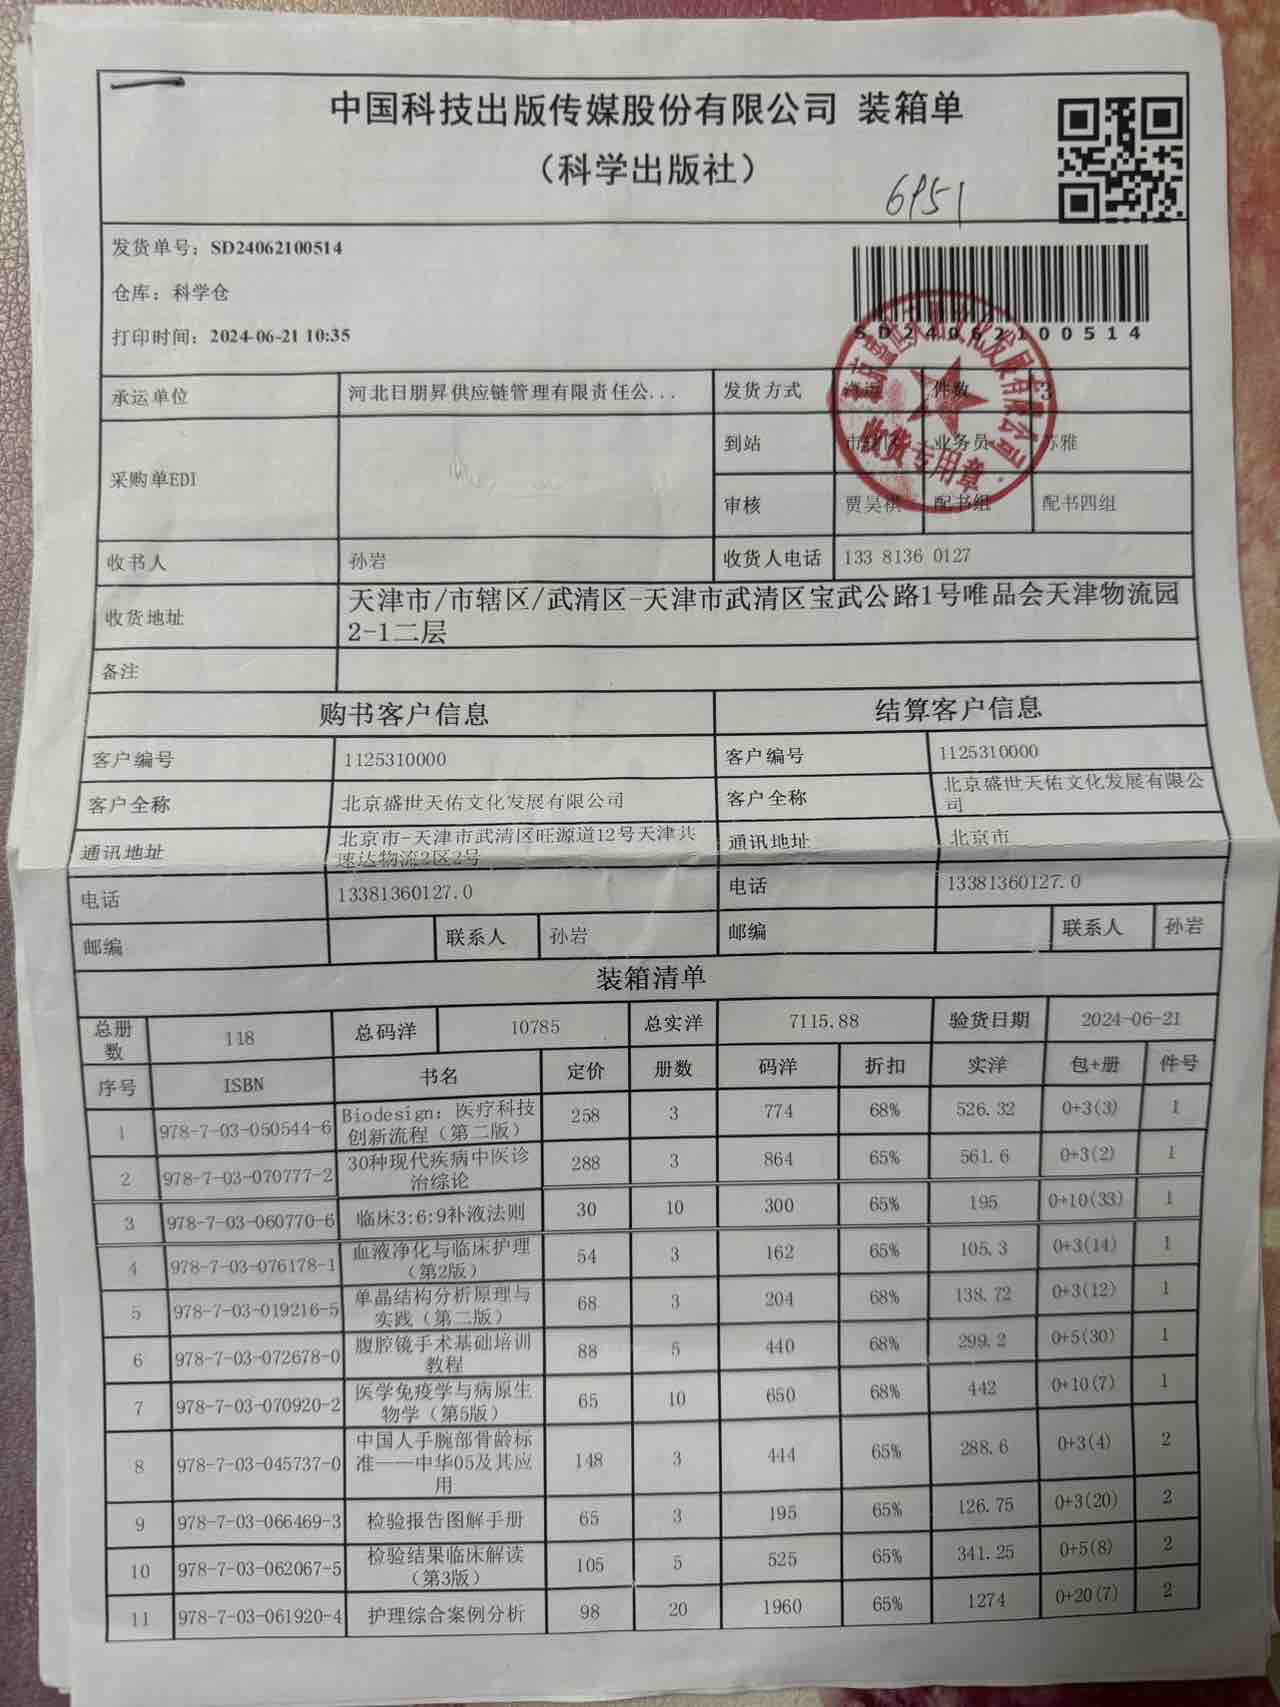 中国科技出版传媒股份有限公司 装箱单
（科学出版社）
6951
发货单号：SD24062100514
仓库：科学仓
打印时间：2024-06-21 10:35
SD24062100514
承运单位 河北日朋昇供应链管理有限责任公... 发货方式 件数 3
采购单EDI 到站 业务员 苏雅
审核 贾昊祺 配书组 配书四组
收货专用章
收书人 孙岩 收货人电话 133 8136 0127
收货地址 天津市/市辖区/武清区-天津市武清区宝武公路1号唯品会天津物流园
2-1二层
备注
购书客户信息 结算客户信息
客户编号 1125310000 客户编号 1125310000
客户全称 北京盛世天佑文化发展有限公司 客户全称 北京盛世天佑文化发展有限公
司
通讯地址 北京市-天津市武清区旺源道12号天津共
速达物流2区2号 通讯地址 北京市
电话 13381360127.0 电话 13381360127.0
邮编 联系人 孙岩 邮编 联系人 孙岩
装箱清单
总册
数 118 总码洋 10785 总实洋 7115.88 验货日期 2024-06-21
序号 ISBN 书名 定价 册数 码洋 折扣 实洋 包+册 件号
1 978-7-03-050544-6 Biodesign：医疗科技
创新流程（第二版） 258 3 774 68% 526.32 0+3(3) 1
2 978-7-03-070777-2 30种现代疾病中医诊
治综论 288 3 864 65% 561.6 0+3(2) 1
3 978-7-03-060770-6 临床3:6:9补液法则 30 10 300 65% 195 0+10(33) 1
4 978-7-03-076178-1 血液净化与临床护理
（第2版） 54 3 162 65% 105.3 0+3(14) 1
5 978-7-03-019216-5 单晶结构分析原理与
实践（第二版） 68 3 204 68% 138.72 0+3(12) 1
6 978-7-03-072678-0 腹腔镜手术基础培训
教程 88 5 440 68% 299.2 0+5(30) 1
7 978-7-03-070920-2 医学免疫学与病原生
物学（第5版） 65 10 650 68% 442 0+10(7) 1
8 978-7-03-045737-0 中国人手腕部骨龄标
准——中华05及其应
用 148 3 444 65% 288.6 0+3(4) 2
9 978-7-03-066469-3 检验报告图解手册 65 3 195 65% 126.75 0+3(20) 2
10 978-7-03-062067-5 检验结果临床解读
（第3版） 105 5 525 65% 341.25 0+5(8) 2
11 978-7-03-061920-4 护理综合案例分析 98 20 1960 65% 1274 0+20(7) 2